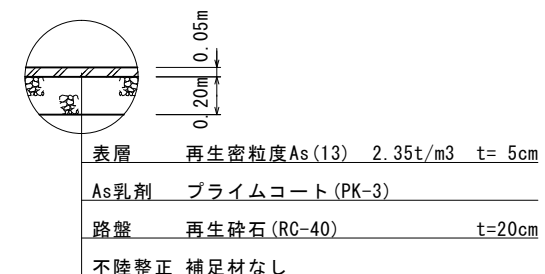 0.05m
0.20m
表層 再生密粒度As(13) 2.35t/m3 t= 5cm
As乳剤 プライムコート(PK-3)
路盤 再生砕石(RC-40) t=20cm
不陸整正 補足材なし